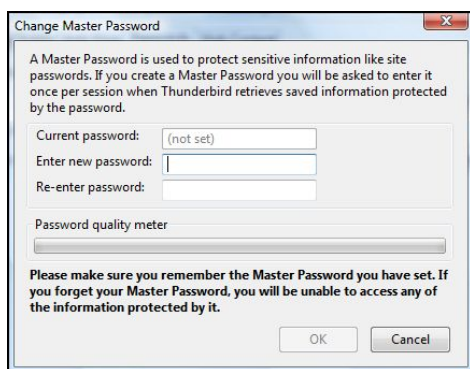 Change Master Password
A Master Password is used to protect sensitive information like site
passwords. If you create a Master Password you will be asked to enter it
once per session when Thunderbird retrieves saved information protected
by the password.
Current password: (not set)
Enter new password:
Re-enter password:
Password quality meter
Please make sure you remember the Master Password you have set. If
you forget your Master Password, you will be unable to access any of
the information protected by it.
OK Cancel